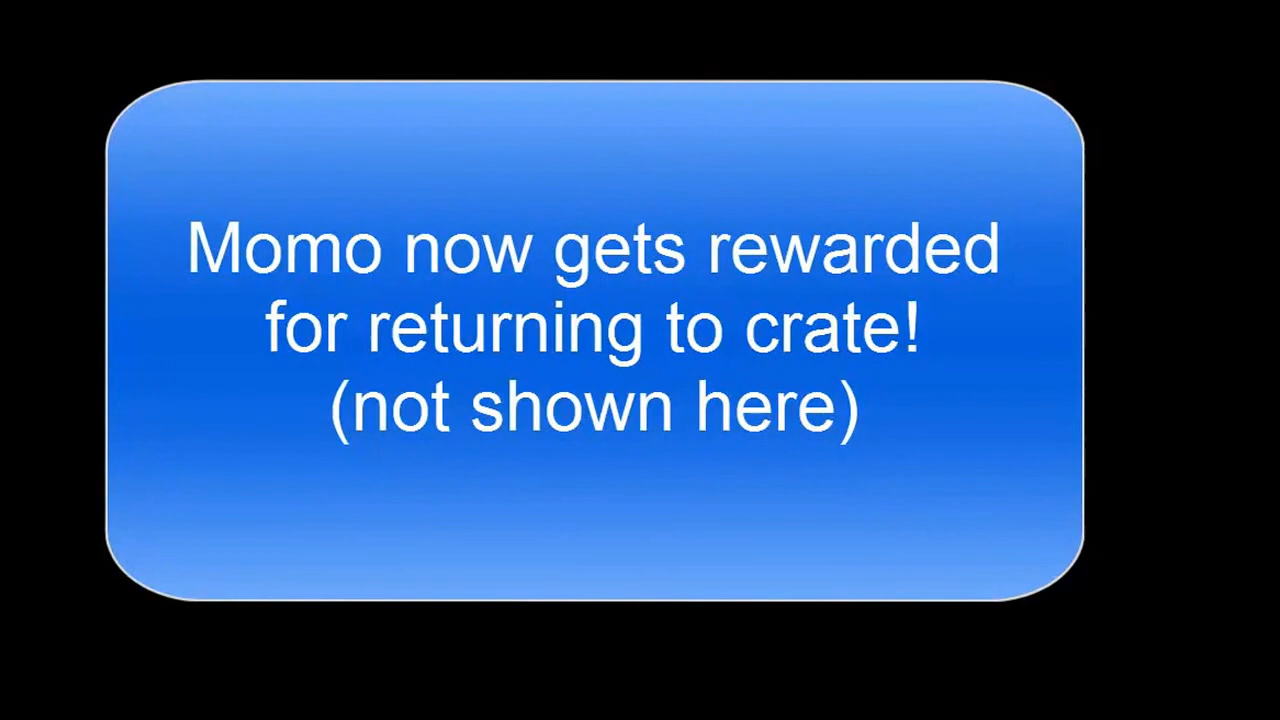 Momo now gets rewarded
for returning to crate!
(not shown here)